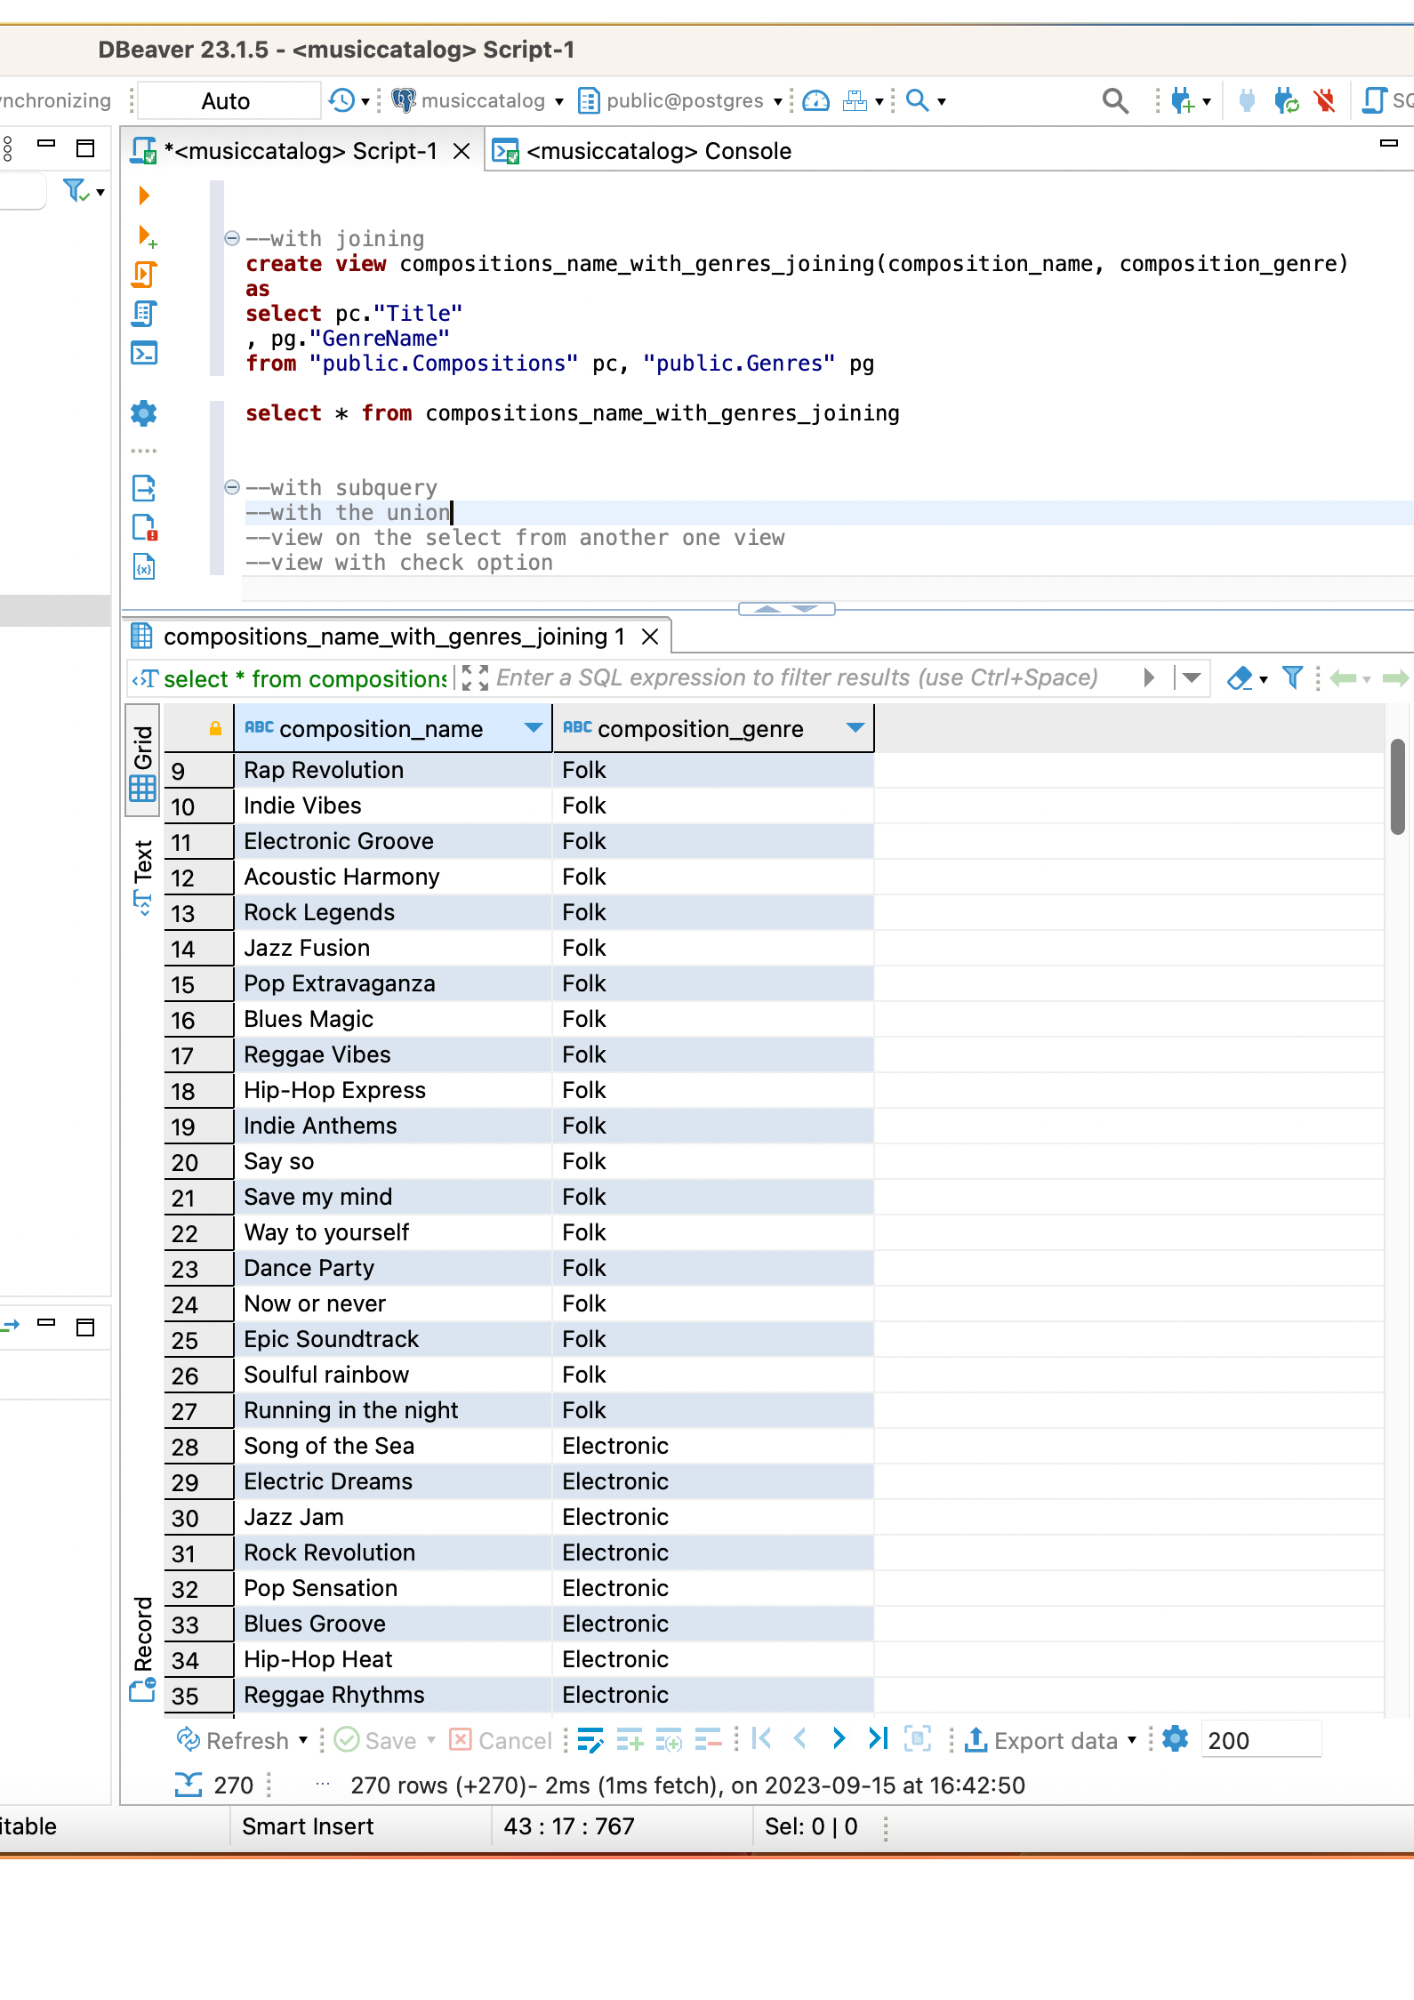 DBeaver 23.1.5 - <musiccatalog> Script-1
nchronizing Auto musiccatalog public@postgres SQ
*<musiccatalog> Script-1 <musiccatalog> Console
--with joining
create view compositions_name_with_genres_joining(composition_name, composition_genre)
as
select pc."Title"
, pg."GenreName"
from "public.Compositions" pc, "public.Genres" pg
select * from compositions_name_with_genres_joining
--with subquery
--with the union
--view on the select from another one view
--view with check option
compositions_name_with_genres_joining 1
select * from compositions Enter a SQL expression to filter results (use Ctrl+Space)
Grid
Text
Record
ABC composition_name ABC composition_genre
9 Rap Revolution Folk
10 Indie Vibes Folk
11 Electronic Groove Folk
12 Acoustic Harmony Folk
13 Rock Legends Folk
14 Jazz Fusion Folk
15 Pop Extravaganza Folk
16 Blues Magic Folk
17 Reggae Vibes Folk
18 Hip-Hop Express Folk
19 Indie Anthems Folk
20 Say so Folk
21 Save my mind Folk
22 Way to yourself Folk
23 Dance Party Folk
24 Now or never Folk
25 Epic Soundtrack Folk
26 Soulful rainbow Folk
27 Running in the night Folk
28 Song of the Sea Electronic
29 Electric Dreams Electronic
30 Jazz Jam Electronic
31 Rock Revolution Electronic
32 Pop Sensation Electronic
33 Blues Groove Electronic
34 Hip-Hop Heat Electronic
35 Reggae Rhythms Electronic
Refresh Save Cancel Export data 200
270 ... 270 rows (+270)- 2ms (1ms fetch), on 2023-09-15 at 16:42:50
itable Smart Insert 43 : 17 : 767 Sel: 0 | 0